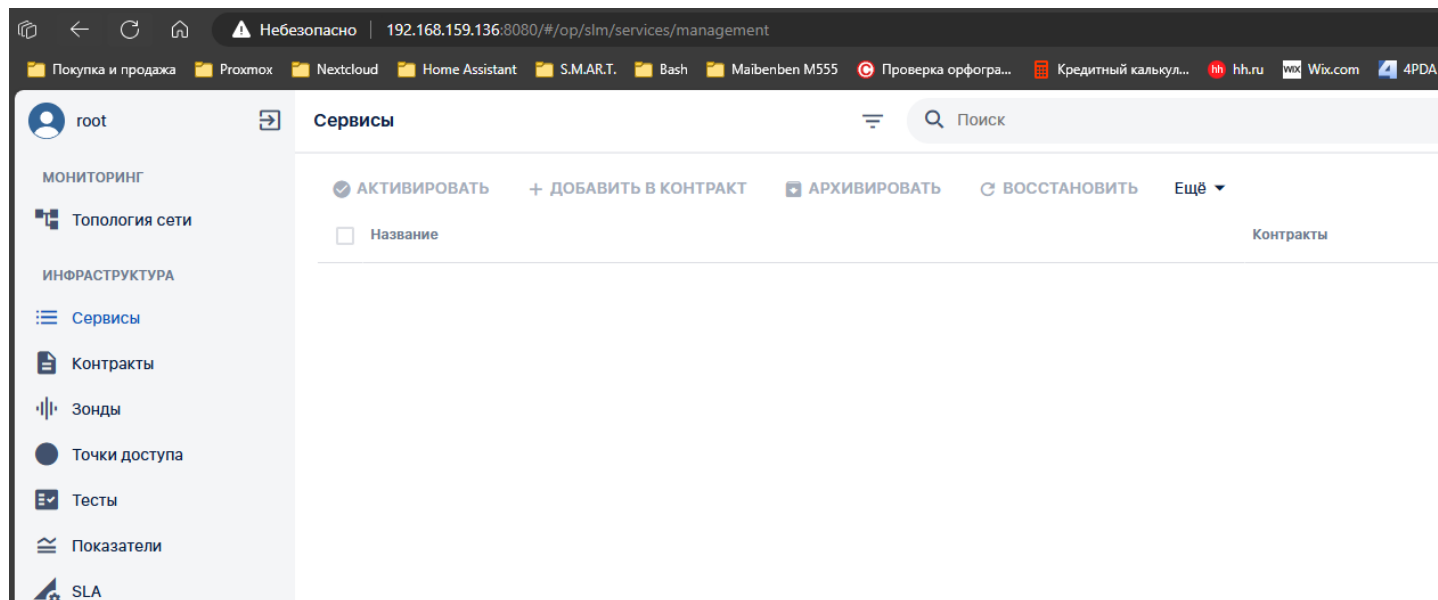 Небезопасно 192.168.159.136:8080/#/op/slm/services/management
Покупка и продажа Proxmox Nextcloud Home Assistant S.M.AR.T. Bash Maibenben M555 Проверка орфогра... Кредитный калькул... hh hh.ru WIX Wix.com 4PDA
root Сервисы Поиск
МОНИТОРИНГ
АКТИВИРОВАТЬ + ДОБАВИТЬ В КОНТРАКТ АРХИВИРОВАТЬ ВОССТАНОВИТЬ Ещё
Топология сети
Название Контракты
ИНФРАСТРУКТУРА
Сервисы
Контракты
Зонды
Точки доступа
Тесты
Показатели
SLA